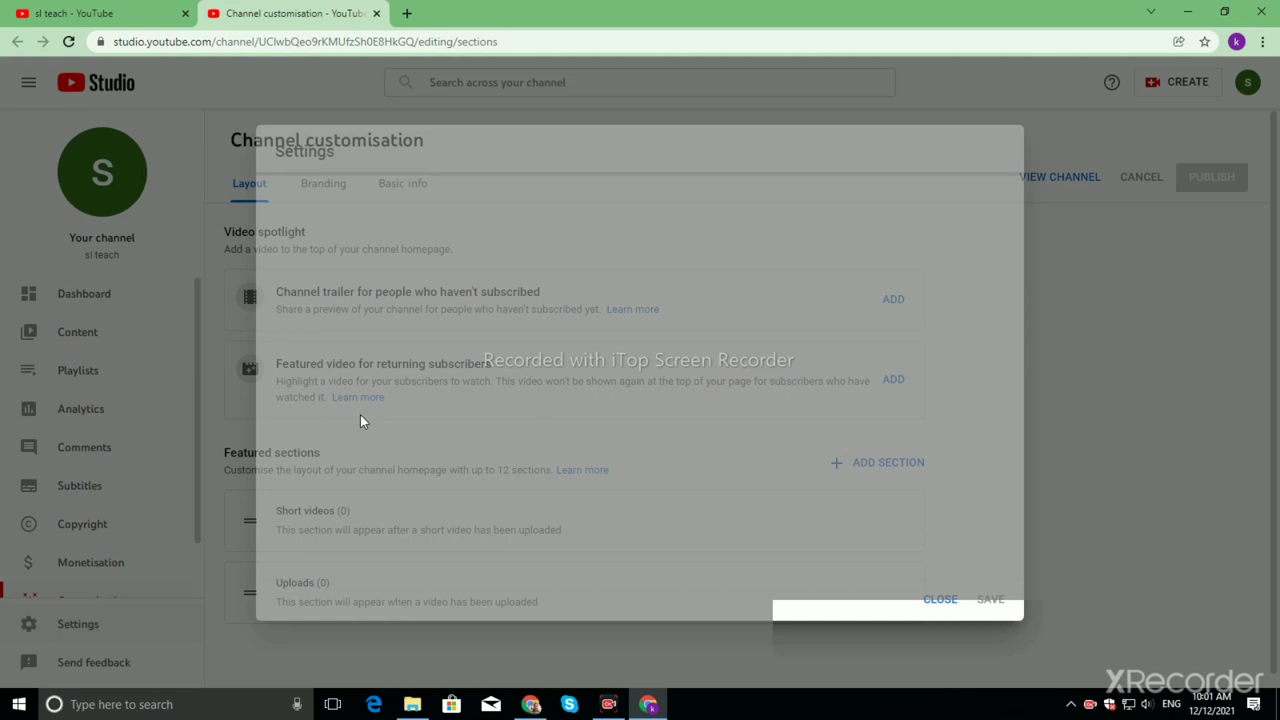 sl teach - YouTube
Channel customisation - YouTube
studio.youtube.com/channel/UClwbQeo9rKMUfzSh0E8HkGQ/editing/sections
k
Studio
Search across your channel
CREATE
S
S
Your channel
sl teach
Dashboard
Content
Playlists
Analytics
Comments
Subtitles
Copyright
Monetisation
Settings
Send feedback
Channel customisation
Settings
Layout
Branding
Basic info
VIEW CHANNEL
CANCEL
PUBLISH
Video spotlight
Add a video to the top of your channel homepage.
Channel trailer for people who haven't subscribed
Share a preview of your channel for people who haven't subscribed yet. Learn more
ADD
Featured video for returning subscribers
Highlight a video for your subscribers to watch. This video won't be shown again at the top of your page for subscribers who have
watched it. Learn more
ADD
Recorded with iTop Screen Recorder
Featured sections
Customise the layout of your channel homepage with up to 12 sections. Learn more
ADD SECTION
Short videos (0)
This section will appear after a short video has been uploaded
Uploads (0)
This section will appear when a video has been uploaded
CLOSE
SAVE
XRecorder
Type here to search
ENG
10:01 AM
12/12/2021